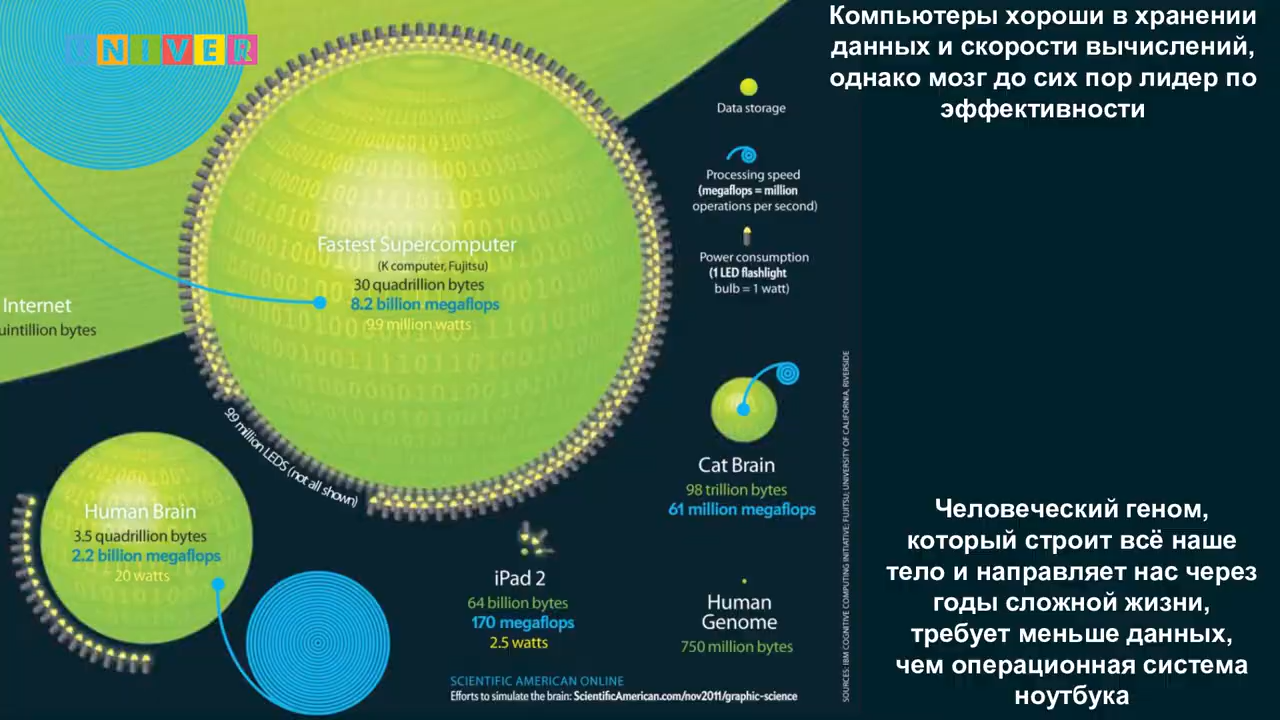 UNIVER
Компьютеры хороши в хранении
данных и скорости вычислений,
однако мозг до сих пор лидер по
эффективности
Data storage
Processing speed
(megaflops = million
operations per second)
Power consumption
(1 LED flashlight
bulb = 1 watt)
Fastest Supercomputer
(K computer, Fujitsu)
30 quadrillion bytes
8.2 billion megaflops
9.9 million watts
Internet
uintillion bytes
9.9 million LEDS (not all shown)
Cat Brain
98 trillion bytes
61 million megaflops
Human Brain
3.5 quadrillion bytes
2.2 billion megaflops
20 watts
iPad 2
64 billion bytes
170 megaflops
2.5 watts
Human
Genome
750 million bytes
SCIENTIFIC AMERICAN ONLINE
Efforts to simulate the brain: ScientificAmerican.com/nov2011/graphic-science
SOURCES: IBM COGNITIVE COMPUTING INITIATIVE; FUJITSU; UNIVERSITY OF CALIFORNIA, RIVERSIDE
Человеческий геном,
который строит всё наше
тело и направляет нас через
годы сложной жизни,
требует меньше данных,
чем операционная система
ноутбука